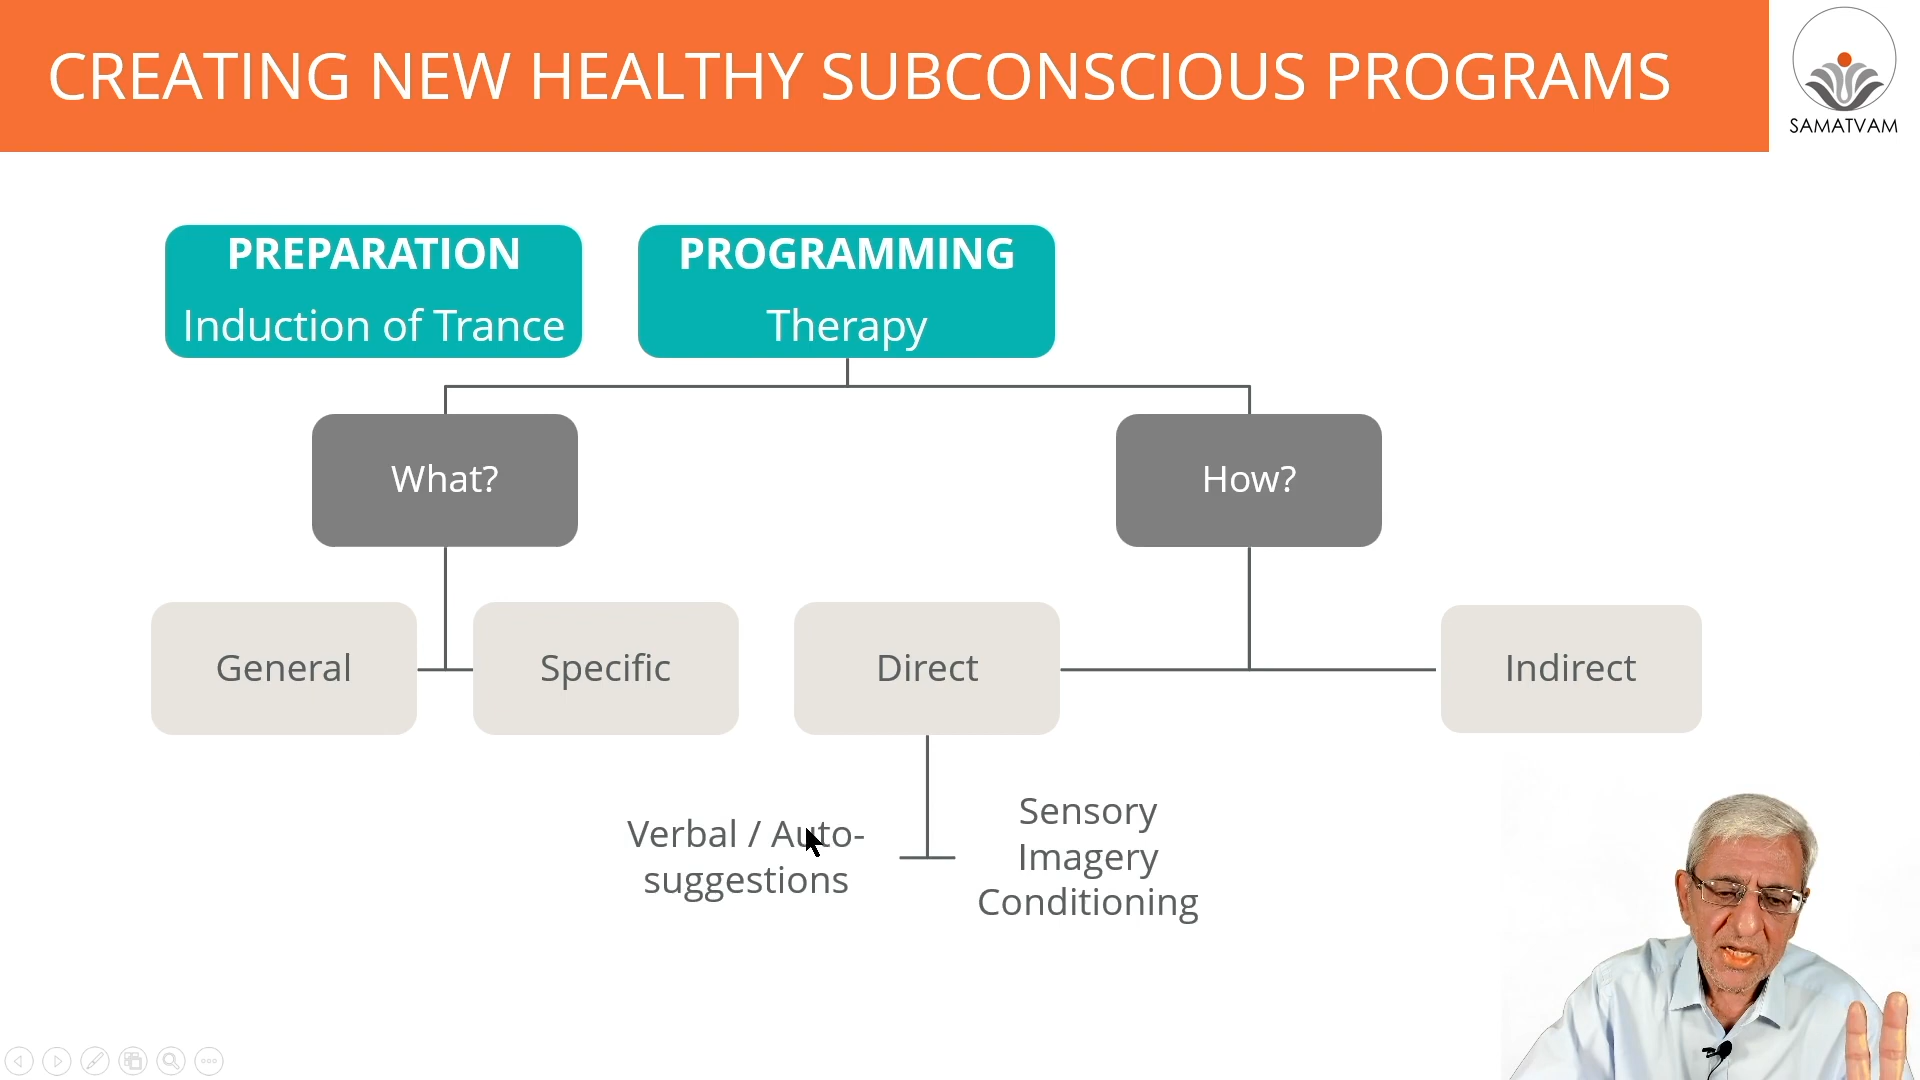 CREATING NEW HEALTHY SUBCONSCIOUS PROGRAMS
SAMATVAM
PREPARATION
Induction of Trance
PROGRAMMING
Therapy
What?
How?
General
Specific
Direct
Indirect
Verbal / Auto-
suggestions
Sensory
Imagery
Conditioning